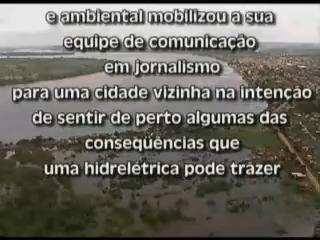 e ambiental mobilizou a sua
equipe de comunicação
em jornalismo
para uma cidade vizinha na intenção
de sentir de perto algumas das
conseqüências que
uma hidrelétrica pode trazer